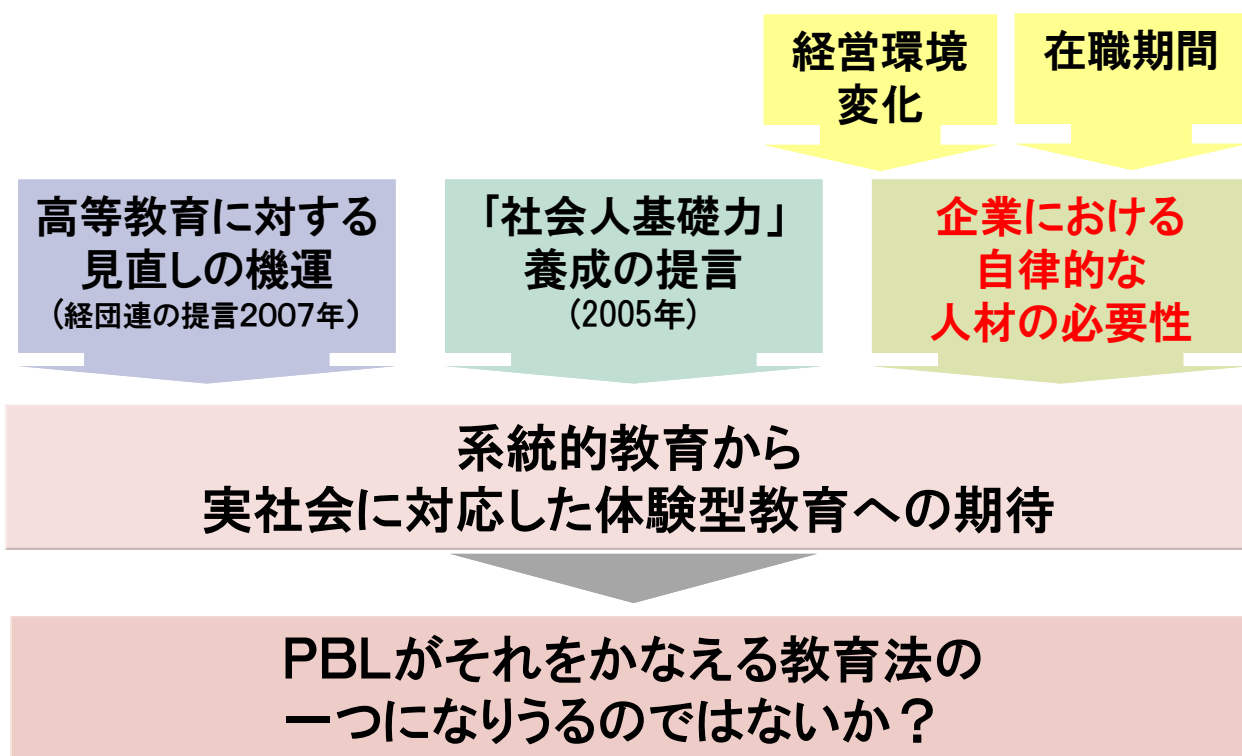 経営環境
変化
在職期間
高等教育に対する
見直しの機運
(経団連の提言2007年)
「社会人基礎力」
養成の提言
(2005年)
企業における
自律的な
人材の必要性
系統的教育から
実社会に対応した体験型教育への期待
PBLがそれをかなえる教育法の
一つになりうるのではないか？